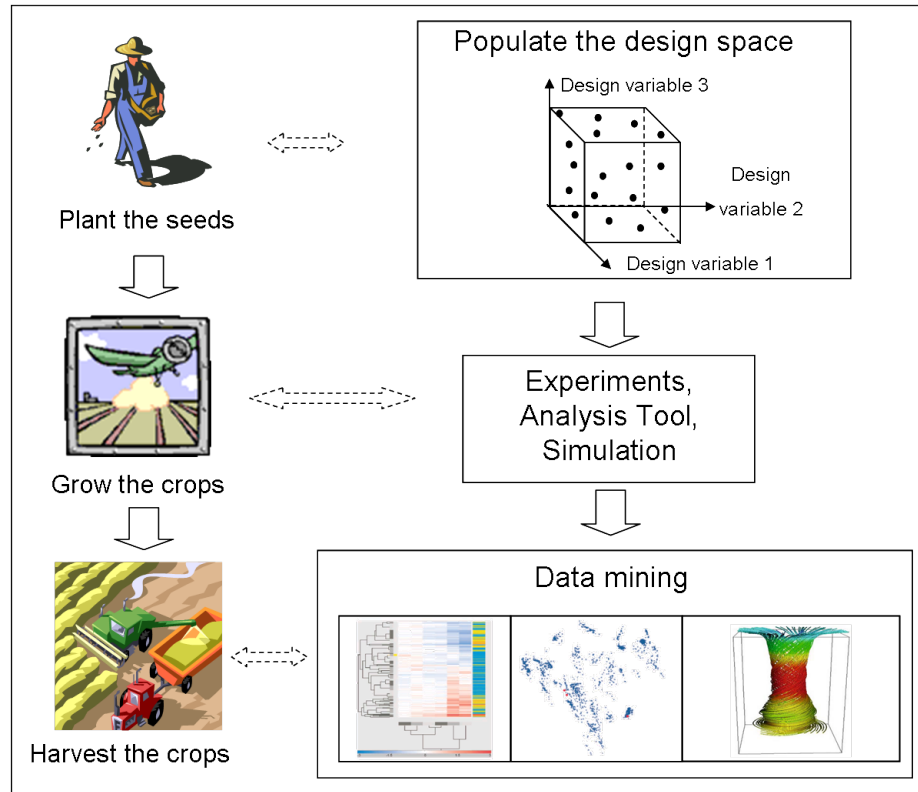 Populate the design space
Design variable 3
Design
variable 2
Design variable 1
Plant the seeds
Experiments,
Analysis Tool,
Simulation
Grow the crops
Data mining
Harvest the crops